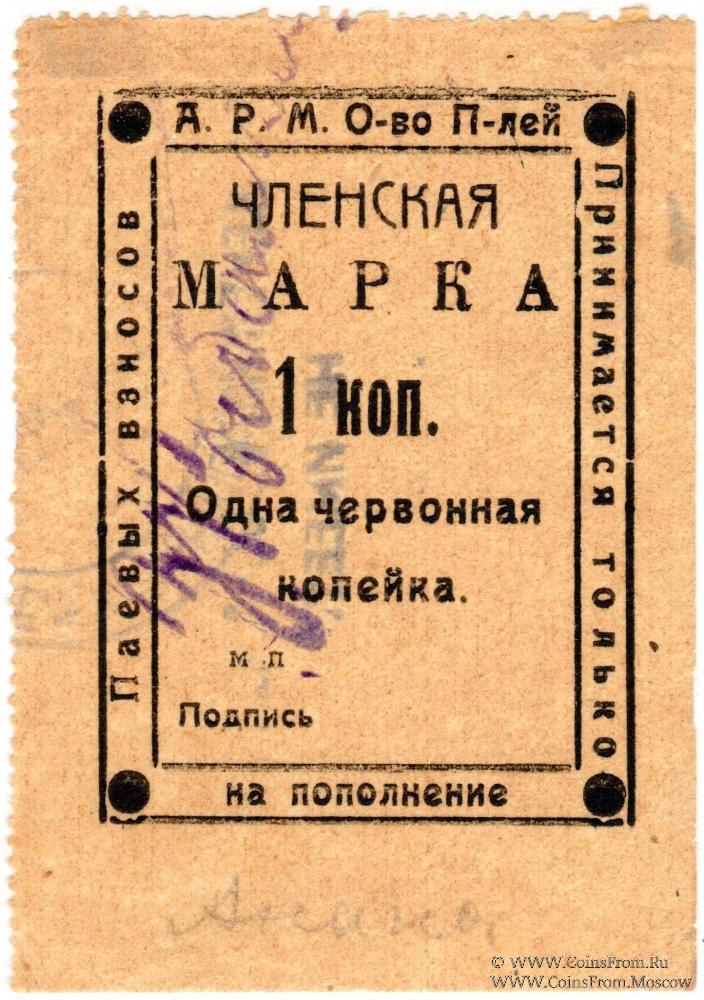 А. Р. М. О-во П-лей
ЧЛЕНСКАЯ
МАРКА
1 КОП.
Одна червонная
копейка.
м п
Подпись
Принимается только
на пополнение
Паевых взносов
© WWW.CoinsFrom.Ru
WWW.CoinsFrom.Moscow